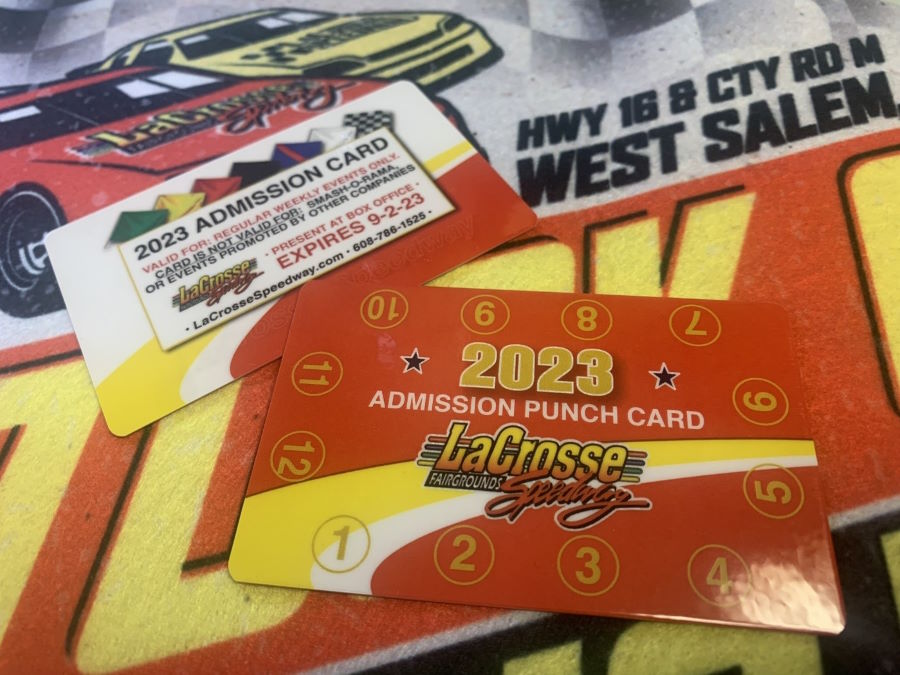 HWY 16 & CTY RD M
WEST SALEM,
LaCrosse
Speedway
2023 ADMISSION CARD
VALID FOR: REGULAR WEEKLY EVENTS ONLY.
CARD IS NOT VALID FOR: SMASH-O-RAMA,
OR EVENTS PROMOTED BY OTHER COMPANIES
· PRESENT AT BOX OFFICE ·
EXPIRES 9-2-23
LaCrosse
Speedway
· LaCrosseSpeedway.com · 608-786-1525 ·
10 9 8 7
11
2023
6
ADMISSION PUNCH CARD
12
LaCrosse
FAIRGROUNDS Speedway
5
1 2 3 4